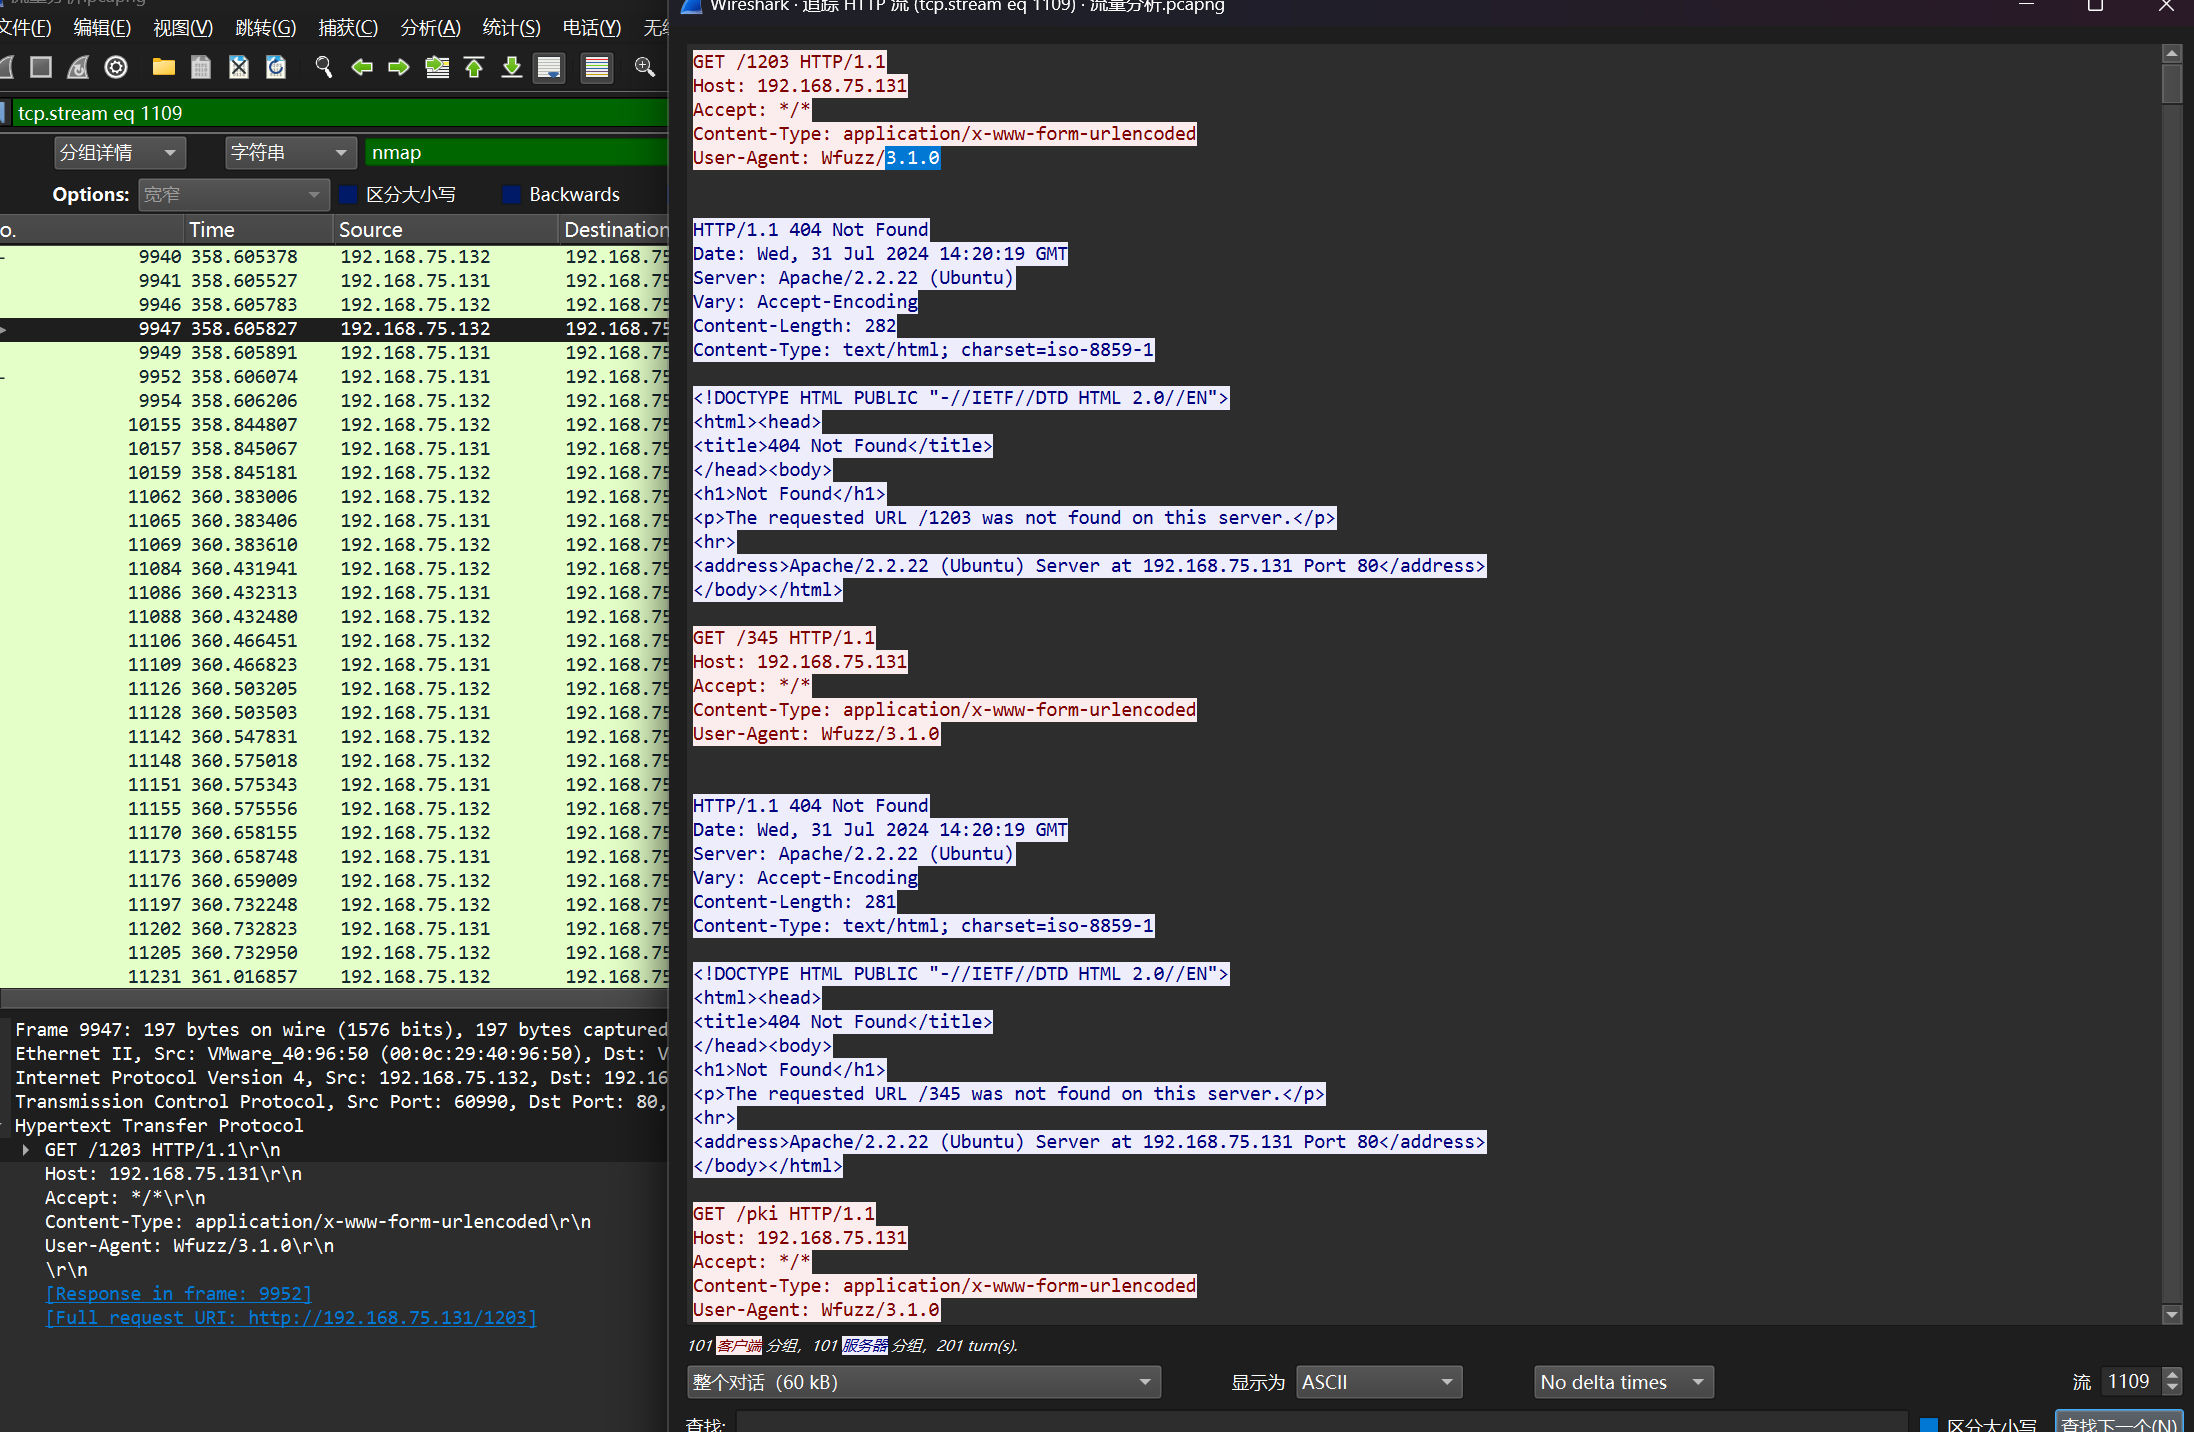 Wireshark · 追踪 HTTP 流 (tcp.stream eq 1109) · 流量分析.pcapng
文件(F) 编辑(E) 视图(V) 跳转(G) 捕获(C) 分析(A) 统计(S) 电话(Y)
tcp.stream eq 1109
分组详情 字符串 nmap
Options: 宽窄 区分大小写 Backwards
o. Time Source Destination
9940 358.605378 192.168.75.132 192.168.75
9941 358.605527 192.168.75.131 192.168.75
9946 358.605783 192.168.75.132 192.168.75
9947 358.605827 192.168.75.132 192.168.75
9949 358.605891 192.168.75.131 192.168.75
9952 358.606074 192.168.75.131 192.168.75
9954 358.606206 192.168.75.132 192.168.75
10155 358.844807 192.168.75.132 192.168.75
10157 358.845067 192.168.75.131 192.168.75
10159 358.845181 192.168.75.132 192.168.75
11062 360.383006 192.168.75.132 192.168.75
11065 360.383406 192.168.75.131 192.168.75
11069 360.383610 192.168.75.132 192.168.75
11084 360.431941 192.168.75.132 192.168.75
11086 360.432313 192.168.75.131 192.168.75
11088 360.432480 192.168.75.132 192.168.75
11106 360.466451 192.168.75.132 192.168.75
11109 360.466823 192.168.75.131 192.168.75
11126 360.503205 192.168.75.132 192.168.75
11128 360.503503 192.168.75.131 192.168.75
11142 360.547831 192.168.75.132 192.168.75
11148 360.575018 192.168.75.132 192.168.75
11151 360.575343 192.168.75.131 192.168.75
11155 360.575556 192.168.75.132 192.168.75
11170 360.658155 192.168.75.132 192.168.75
11173 360.658748 192.168.75.131 192.168.75
11176 360.659009 192.168.75.132 192.168.75
11197 360.732248 192.168.75.132 192.168.75
11202 360.732823 192.168.75.131 192.168.75
11205 360.732950 192.168.75.132 192.168.75
11231 361.016857 192.168.75.132 192.168.75
Frame 9947: 197 bytes on wire (1576 bits), 197 bytes captured
Ethernet II, Src: VMware_40:96:50 (00:0c:29:40:96:50), Dst: V
Internet Protocol Version 4, Src: 192.168.75.132, Dst: 192.16
Transmission Control Protocol, Src Port: 60990, Dst Port: 80,
Hypertext Transfer Protocol
GET /1203 HTTP/1.1\r\n
Host: 192.168.75.131\r\n
Accept: */*\r\n
Content-Type: application/x-www-form-urlencoded\r\n
User-Agent: Wfuzz/3.1.0\r\n
\r\n
[Response in frame: 9952]
[Full request URI: http://192.168.75.131/1203]
GET /1203 HTTP/1.1
Host: 192.168.75.131
Accept: */*
Content-Type: application/x-www-form-urlencoded
User-Agent: Wfuzz/3.1.0
HTTP/1.1 404 Not Found
Date: Wed, 31 Jul 2024 14:20:19 GMT
Server: Apache/2.2.22 (Ubuntu)
Vary: Accept-Encoding
Content-Length: 282
Content-Type: text/html; charset=iso-8859-1
<!DOCTYPE HTML PUBLIC "-//IETF//DTD HTML 2.0//EN">
<html><head>
<title>404 Not Found</title>
</head><body>
<h1>Not Found</h1>
<p>The requested URL /1203 was not found on this server.</p>
<hr>
<address>Apache/2.2.22 (Ubuntu) Server at 192.168.75.131 Port 80</address>
</body></html>
GET /345 HTTP/1.1
Host: 192.168.75.131
Accept: */*
Content-Type: application/x-www-form-urlencoded
User-Agent: Wfuzz/3.1.0
HTTP/1.1 404 Not Found
Date: Wed, 31 Jul 2024 14:20:19 GMT
Server: Apache/2.2.22 (Ubuntu)
Vary: Accept-Encoding
Content-Length: 281
Content-Type: text/html; charset=iso-8859-1
<!DOCTYPE HTML PUBLIC "-//IETF//DTD HTML 2.0//EN">
<html><head>
<title>404 Not Found</title>
</head><body>
<h1>Not Found</h1>
<p>The requested URL /345 was not found on this server.</p>
<hr>
<address>Apache/2.2.22 (Ubuntu) Server at 192.168.75.131 Port 80</address>
</body></html>
GET /pki HTTP/1.1
Host: 192.168.75.131
Accept: */*
Content-Type: application/x-www-form-urlencoded
User-Agent: Wfuzz/3.1.0
101 客户端 分组, 101 服务器 分组, 201 turn(s).
整个对话 (60 kB) 显示为 ASCII No delta times 流 1109
查找: 区分大小写 查找下一个(N)